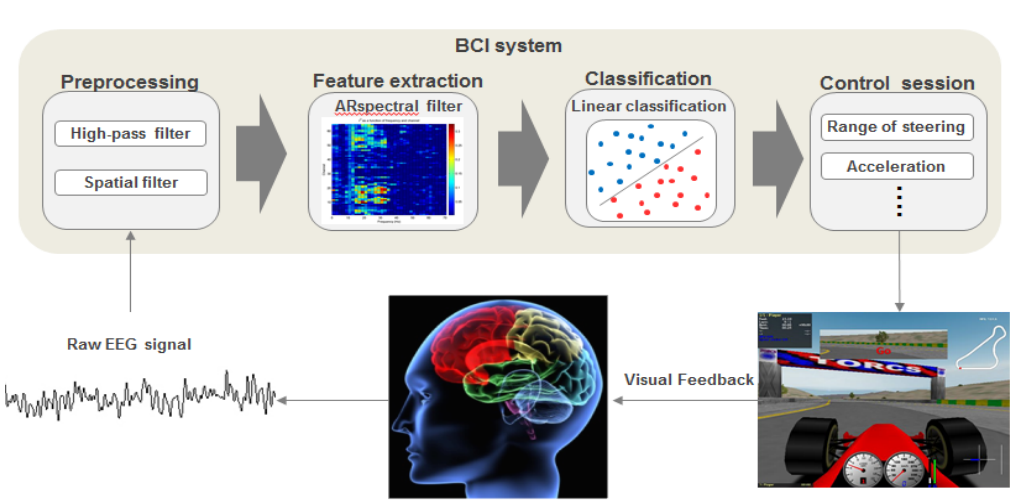 BCI system
Preprocessing
High-pass filter
Spatial filter
Feature extraction
ARspectral filter
Classification
Linear classification
Control session
Range of steering
Acceleration
Raw EEG signal
Visual Feedback
Go
TORCS